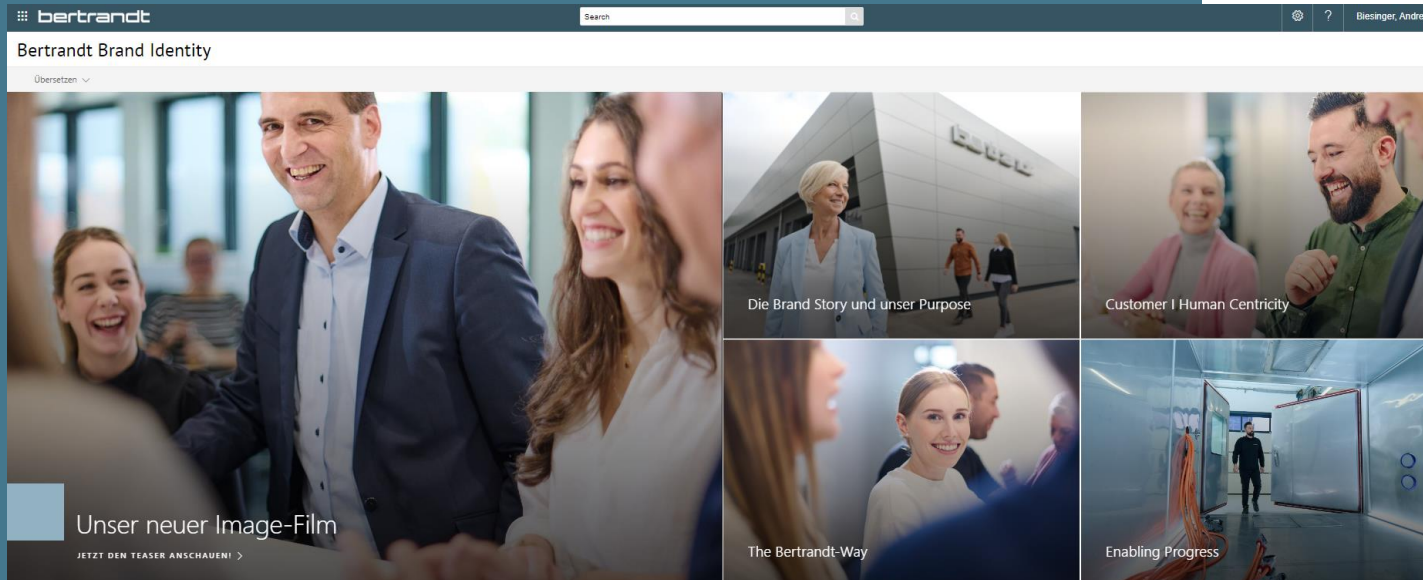 bertrandt
Search
?
Biesinger, Andre
Bertrandt Brand Identity
Übersetzen
bertrandt
Die Brand Story und unser Purpose
Customer I Human Centricity
Unser neuer Image-Film
JETZT DEN TEASER ANSCHAUEN! >
The Bertrandt-Way
Enabling Progress